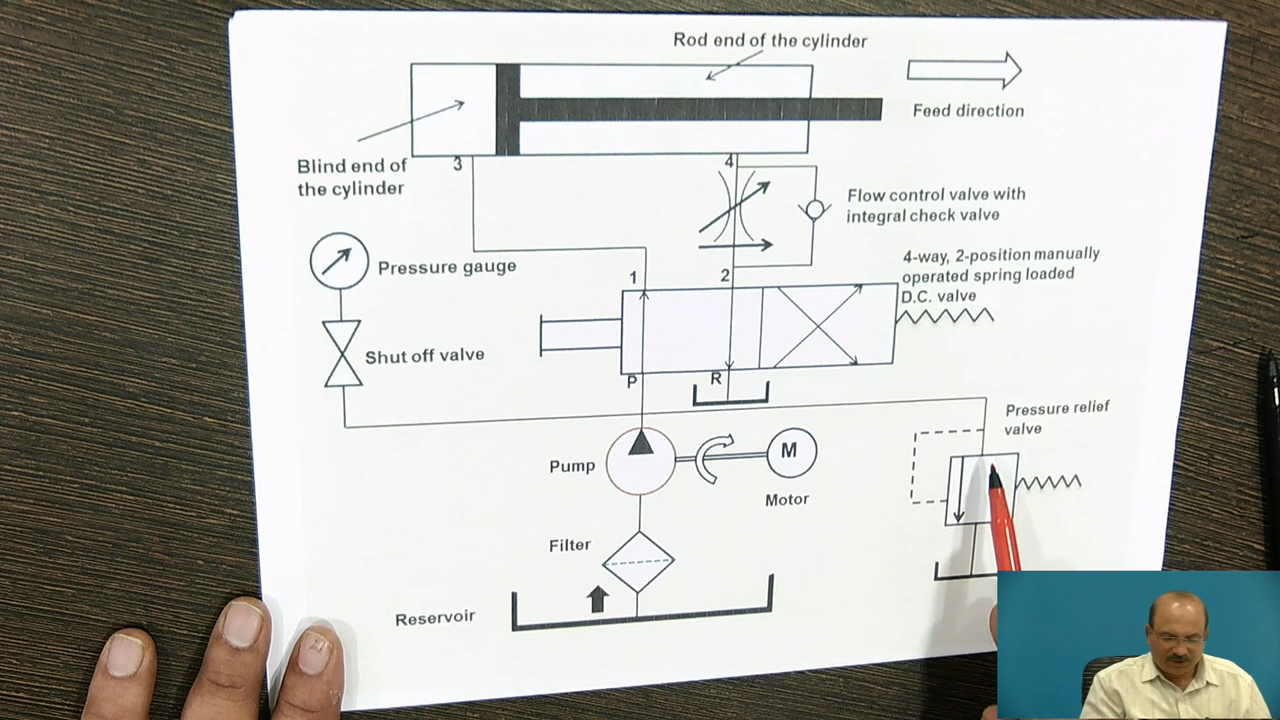 Rod end of the cylinder
Feed direction
Blind end of
the cylinder
3
4
Flow control valve with
integral check valve
4-way, 2-position manually
operated spring loaded
D.C. valve
Pressure gauge
1
2
Shut off valve
P
R
Pressure relief
valve
Pump
M
Motor
Filter
Reservoir